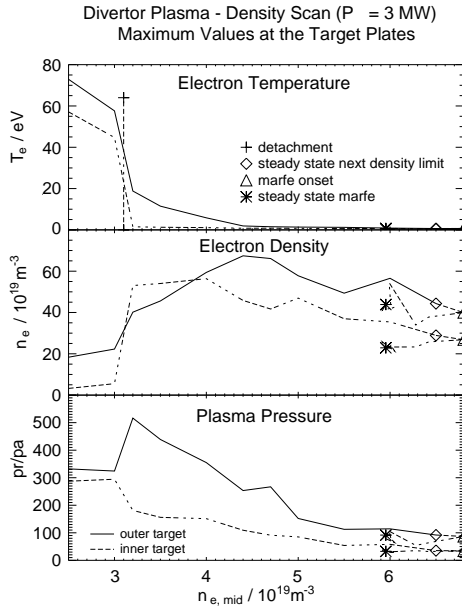 Divertor Plasma - Density Scan (P = 3 MW)
Maximum Values at the Target Plates
Electron Temperature
80
60
40
20
0
T e / eV
detachment
steady state next density limit
marfe onset
steady state marfe
Electron Density
60
40
20
0
n e / 10 19 m -3
Plasma Pressure
500
400
300
200
100
0
pr/pa
outer target
inner target
3 4 5 6
n e, mid / 10 19 m -3